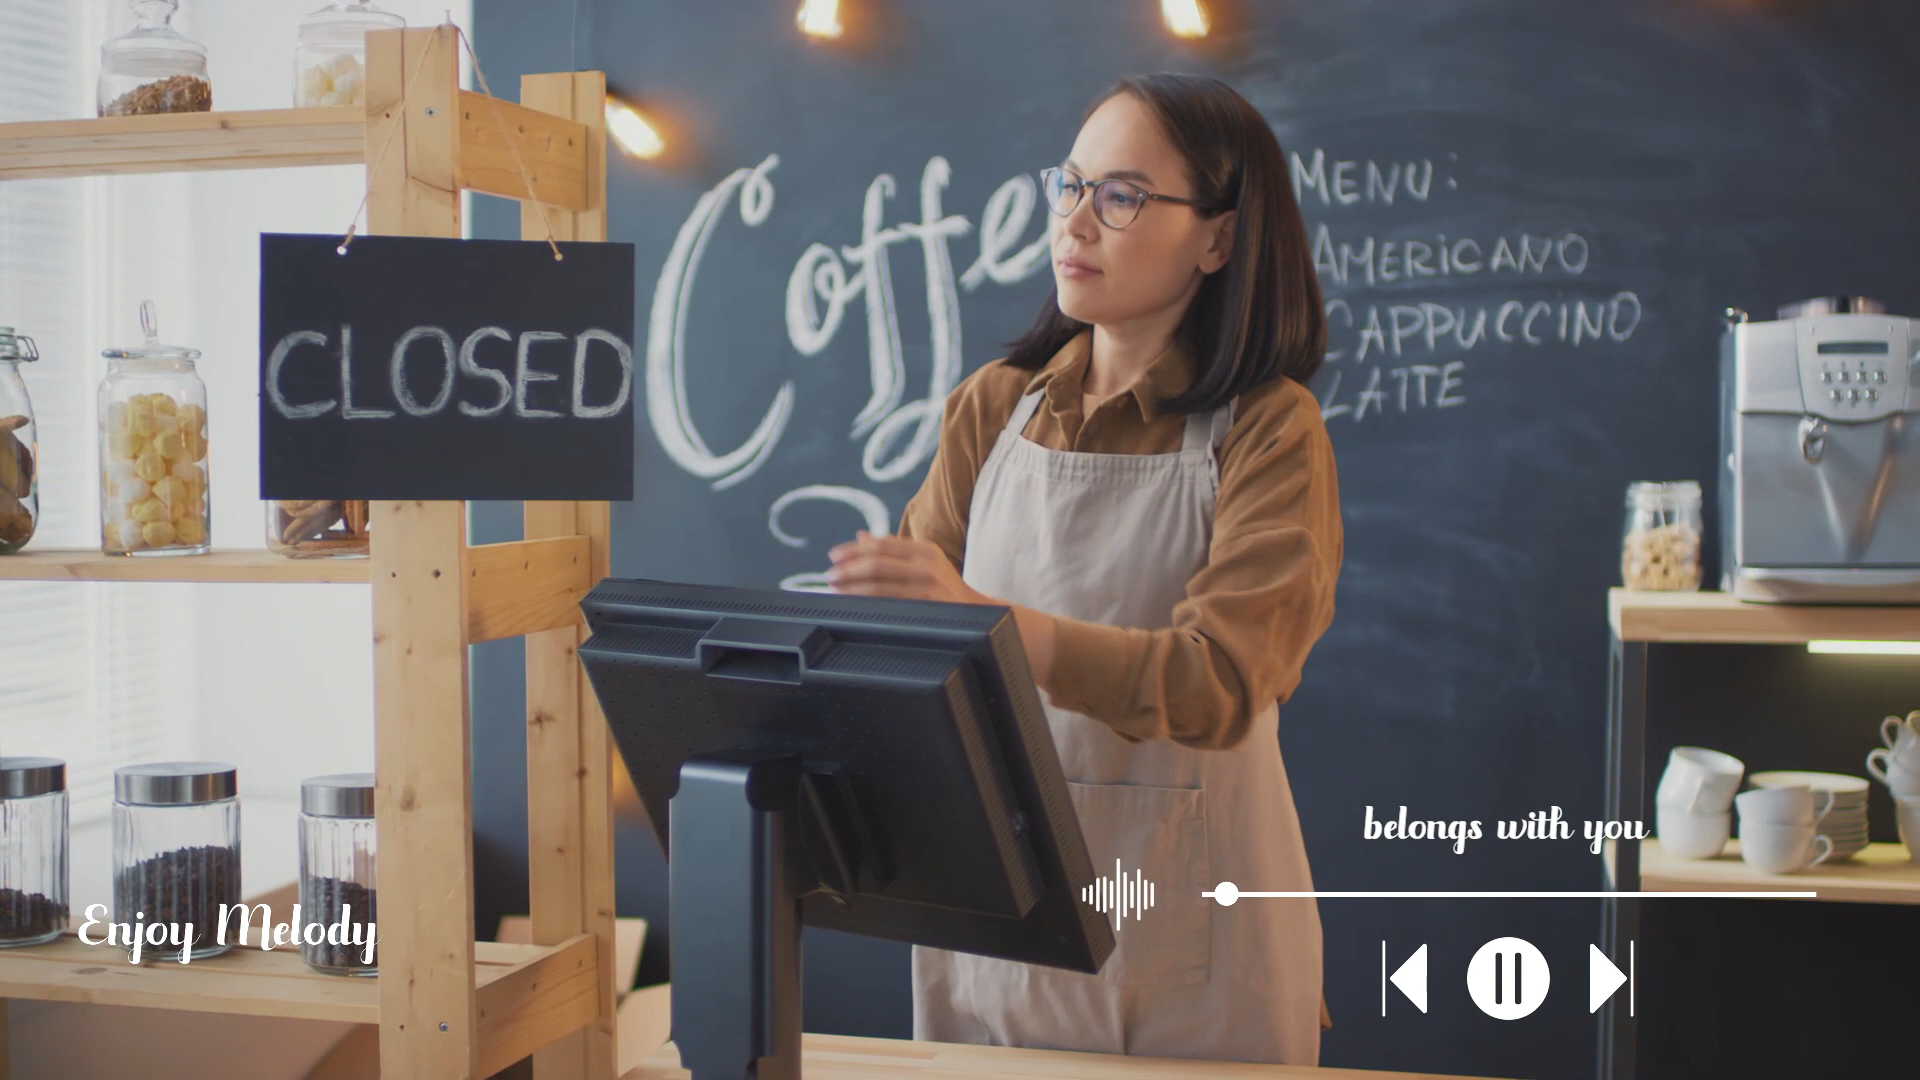 CLOSED
Coffee
MENU:
AMERICANO
CAPPUCCINO
LATTE
belongs with you
Enjoy Melody